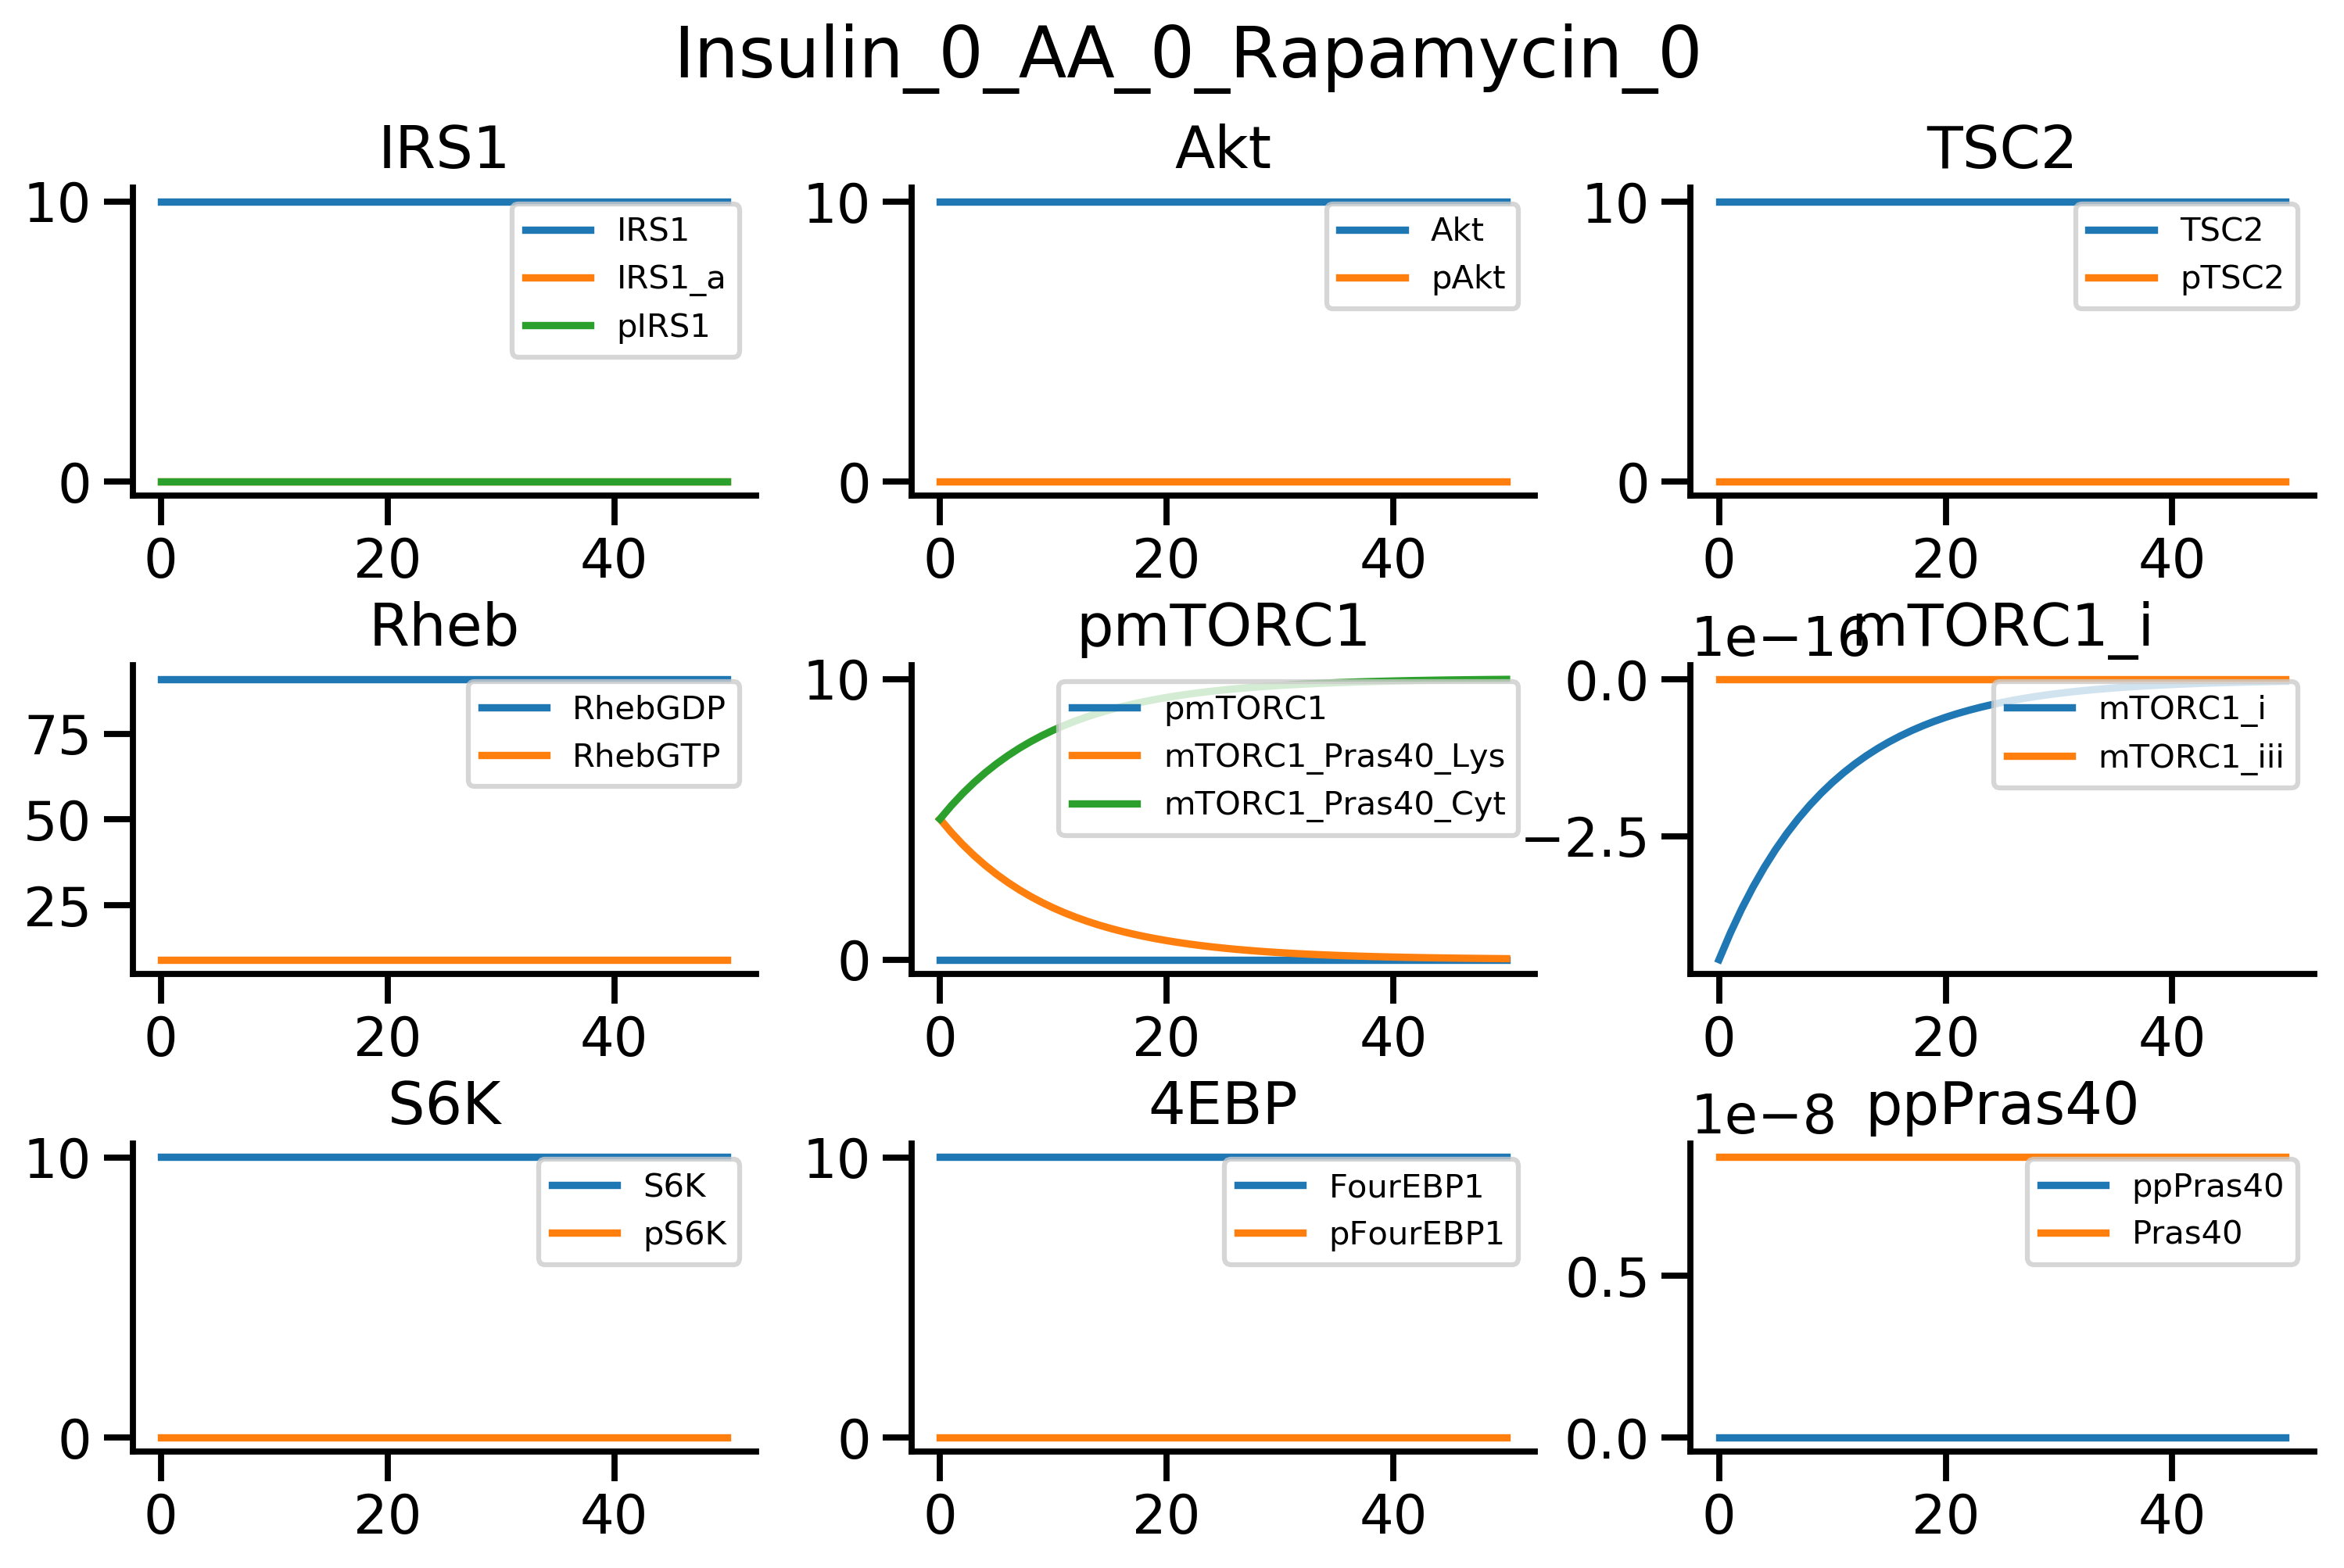 Insulin_0_AA_0_Rapamycin_0
IRS1
10
0
0 20 40
IRS1
IRS1_a
pIRS1
Akt
10
0
0 20 40
Akt
pAkt
TSC2
10
0
0 20 40
TSC2
pTSC2
Rheb
75
50
25
0 20 40
RhebGDP
RhebGTP
pmTORC1
10
0
0 20 40
pmTORC1
mTORC1_Pras40_Lys
mTORC1_Pras40_Cyt
mTORC1_i
1e−16
0.0
−2.5
0 20 40
mTORC1_i
mTORC1_iii
S6K
10
0
0 20 40
S6K
pS6K
4EBP
10
0
0 20 40
FourEBP1
pFourEBP1
ppPras40
1e−8
0.5
0.0
0 20 40
ppPras40
Pras40